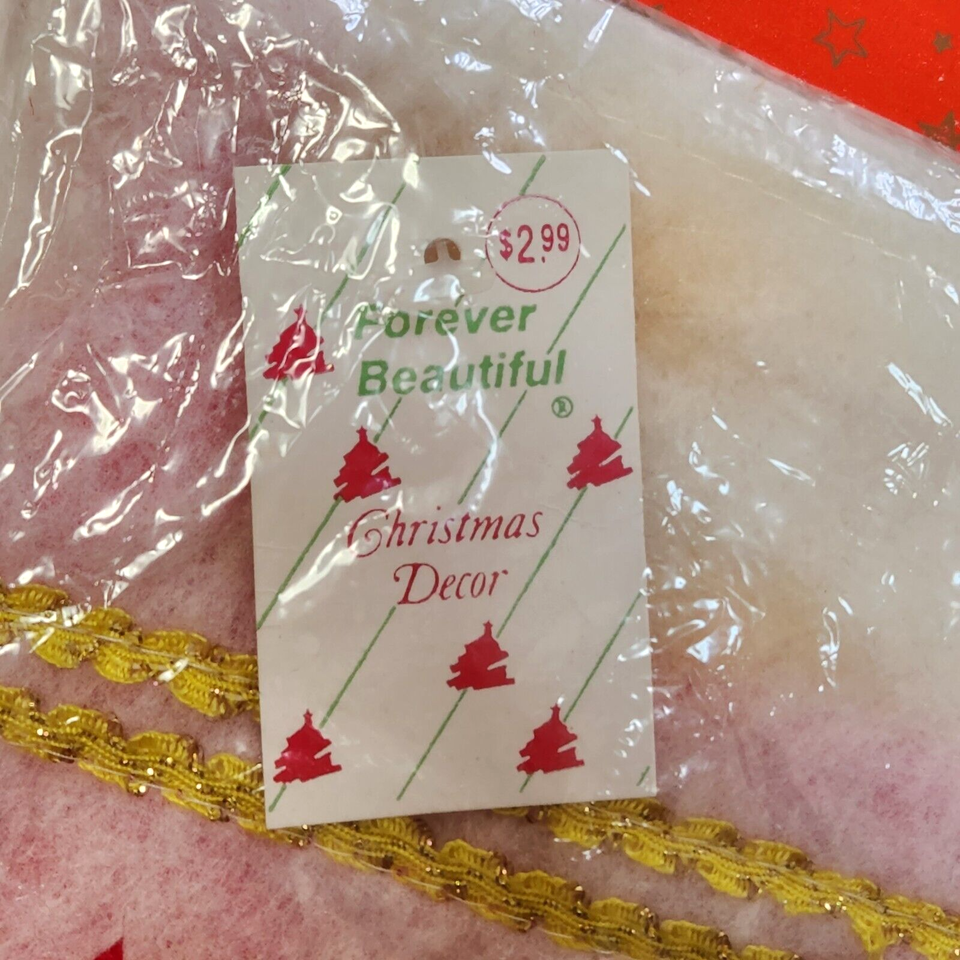 $2.99
Forever
Beautiful
®
Christmas
Decor